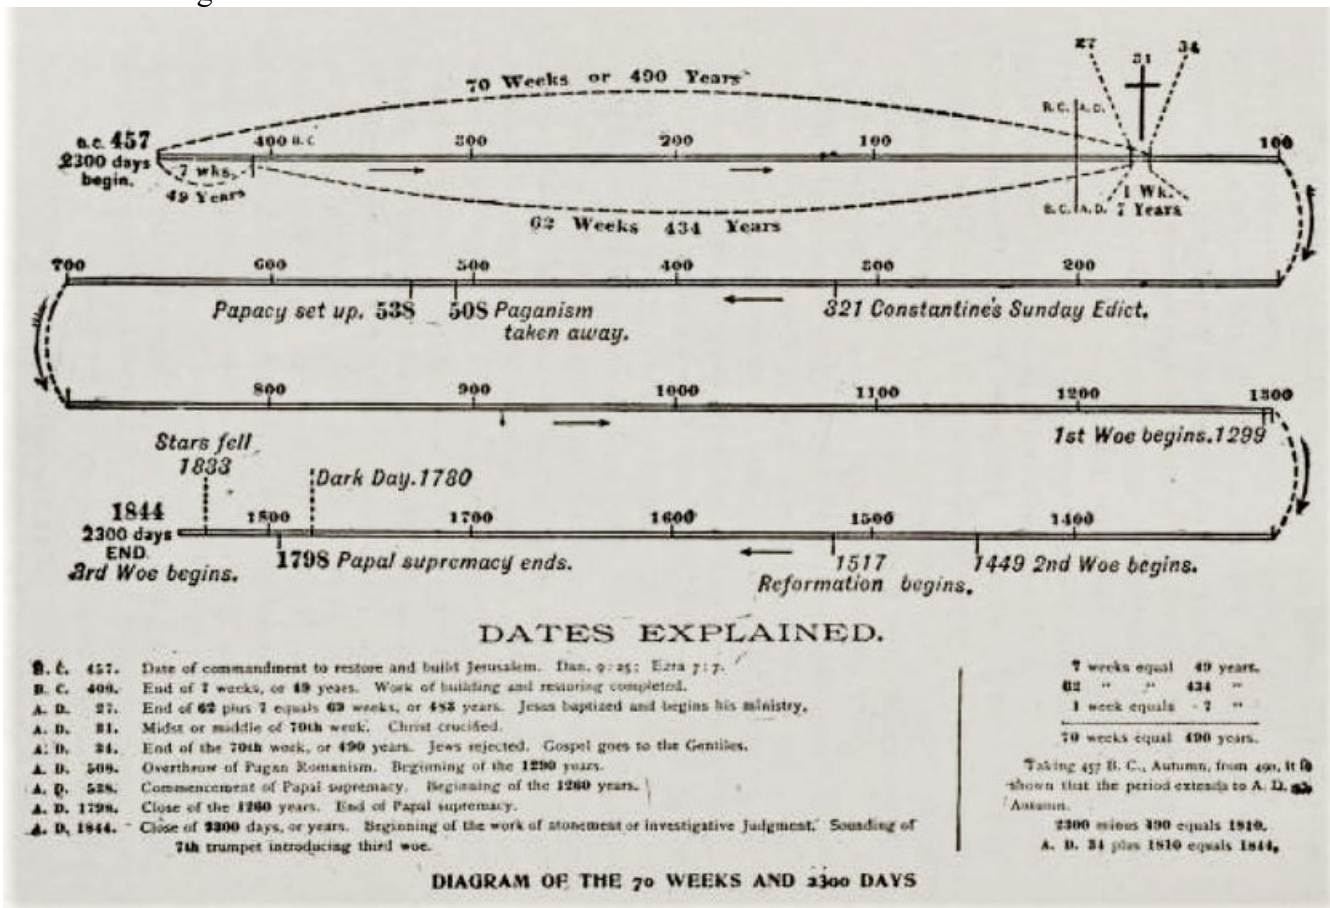 70 Weeks or 490 Years
27 31 34
B.C. A.D.
B.C. 457 400 B.C 300 200 100 100
2300 days
begin.
7 wks.
49 Years
62 Weeks 434 Years
B.C. A.D.
1 Wk.
7 Years
700 600 500 400 300 200
Papacy set up. 538 508 Paganism
taken away.
321 Constantine's Sunday Edict.
800 900 1000 1100 1200 1300
1st Woe begins.1299
Stars fell
1833
Dark Day.1780
1844 1800 1700 1600 1500 1400
2300 days
END.
3rd Woe begins.
1798 Papal supremacy ends.
1517
Reformation begins.
1449 2nd Woe begins.
DATES EXPLAINED.
B. C. 457. Date of commandment to restore and build Jerusalem. Dan. 9:25; Ezra 7:7.
B. C. 408. End of 7 weeks, or 49 years. Work of building and restoring completed.
A. D. 27. End of 62 plus 7 equals 69 weeks, or 483 years. Jesus baptized and begins his ministry.
A. D. 31. Midst or middle of 70th week. Christ crucified.
A. D. 34. End of the 70th week, or 490 years. Jews rejected. Gospel goes to the Gentiles.
A. D. 508. Overthrow of Pagan Romanism. Beginning of the 1290 years.
A. D. 538. Commencement of Papal supremacy. Beginning of the 1260 years.
A. D. 1798. Close of the 1260 years. End of Papal supremacy.
A. D. 1844. Close of 2300 days, or years. Beginning of the work of atonement or investigative Judgment. Sounding of
7th trumpet introducing third woe.
7 weeks equal 49 years.
62 " " 434 "
1 week equals 7 "
70 weeks equal 490 years.
Taking 457 B. C., Autumn, from 490, it is
shown that the period extends to A. D.
Autumn.
2300 minus 490 equals 1810.
A. D. 34 plus 1810 equals 1844.
DIAGRAM OF THE 70 WEEKS AND 2300 DAYS